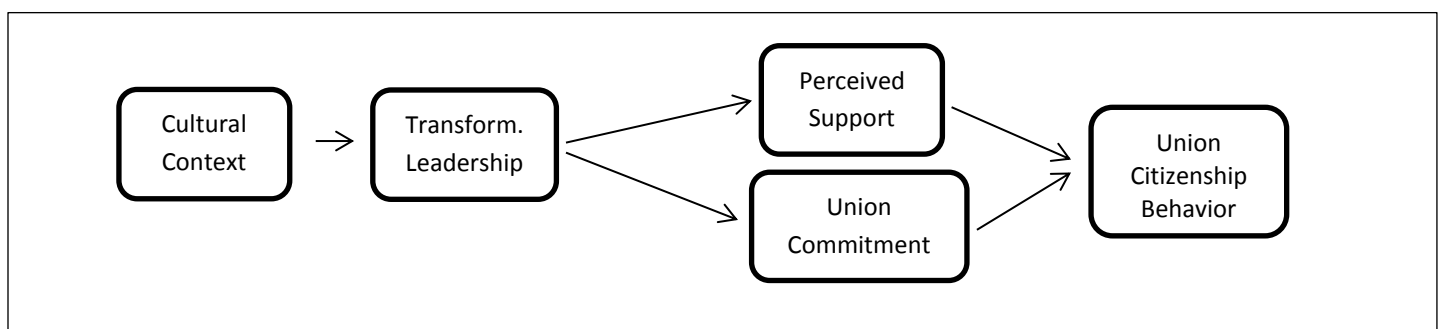 Cultural
Context
Transform.
Leadership
Perceived
Support
Union
Commitment
Union
Citizenship
Behavior